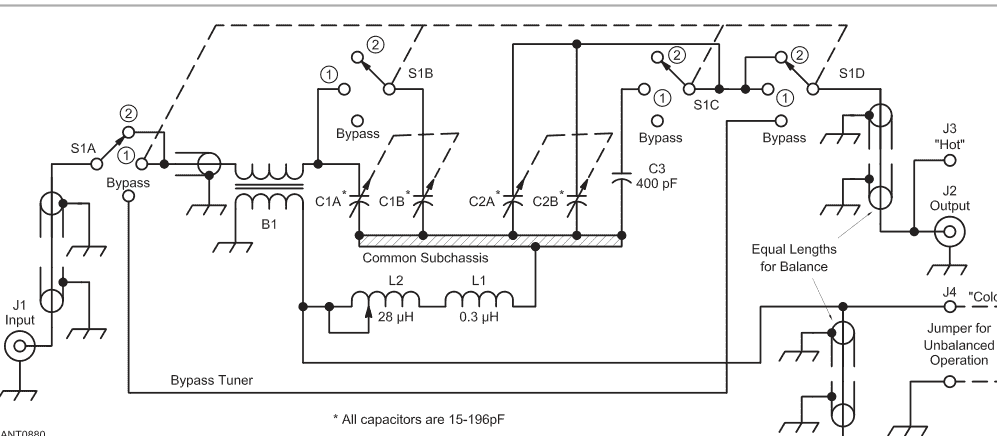 ②
S1B
②
②
S1D
①
S1C
①
①
②
S1A
①
Bypass
Bypass
Bypass
Bypass
J3
"Hot"
C3
400 pF
C1A
*
C1B
*
C2A
*
C2B
*
J2
Output
B1
Common Subchassis
Equal Lengths
for Balance
L2
L1
28 µH
0.3 µH
J4
"Colo
J1
Input
Jumper for
Unbalanced
Operation
Bypass Tuner
* All capacitors are 15-196pF
ANT0880